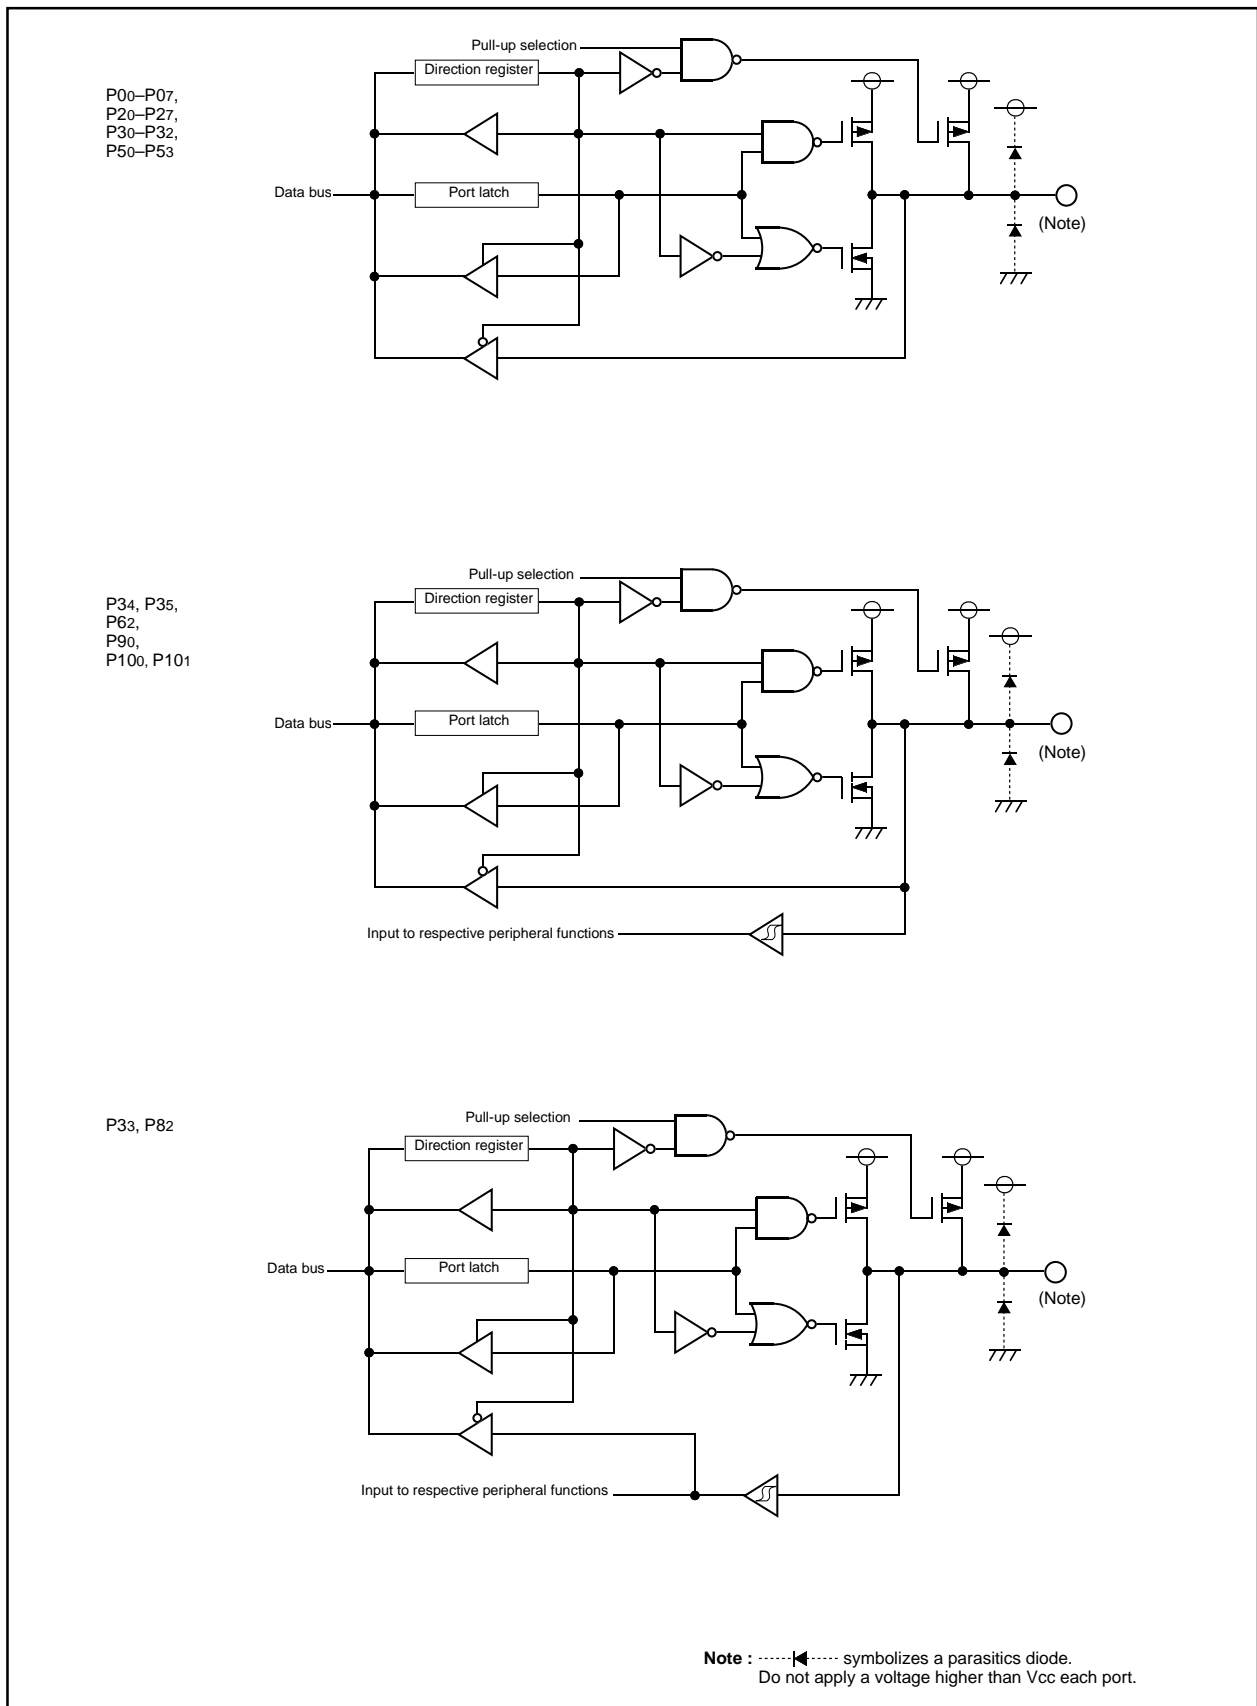 Pull-up selection
Direction register
P00–P07,
P20–P27,
P30–P32,
P50–P53
Data bus
Port latch
(Note)
Pull-up selection
Direction register
P34, P35,
P62,
P90,
P100, P101
Data bus
Port latch
(Note)
Input to respective peripheral functions
Pull-up selection
P33, P82
Direction register
Data bus
Port latch
(Note)
Input to respective peripheral functions
Note : symbolizes a parasitics diode.
Do not apply a voltage higher than Vcc each port.